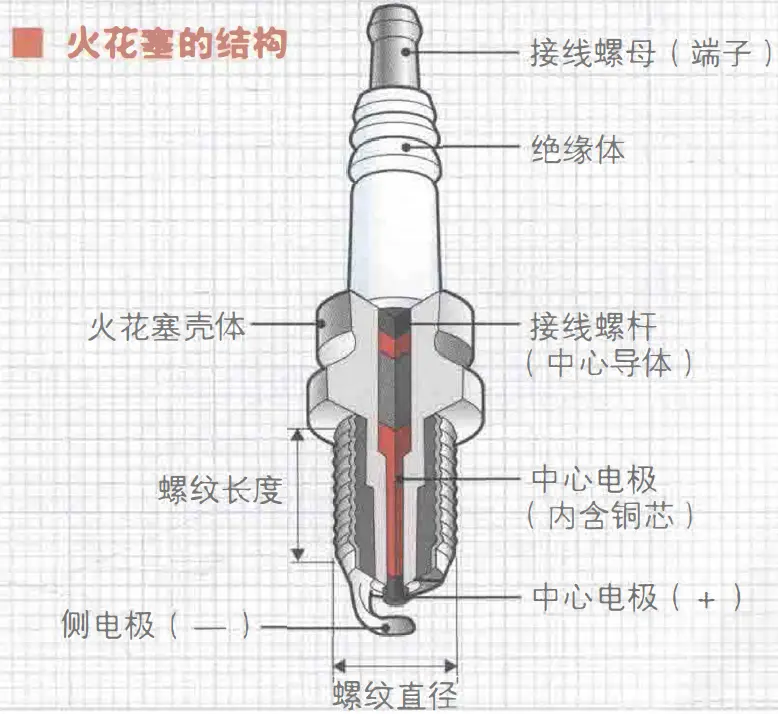 火花塞的结构
接线螺母(端子)
绝缘体
火花塞壳体
接线螺杆
(中心导体)
螺纹长度
中心电极
(内含铜芯)
中心电极(+)
侧电极(—)
螺纹直径